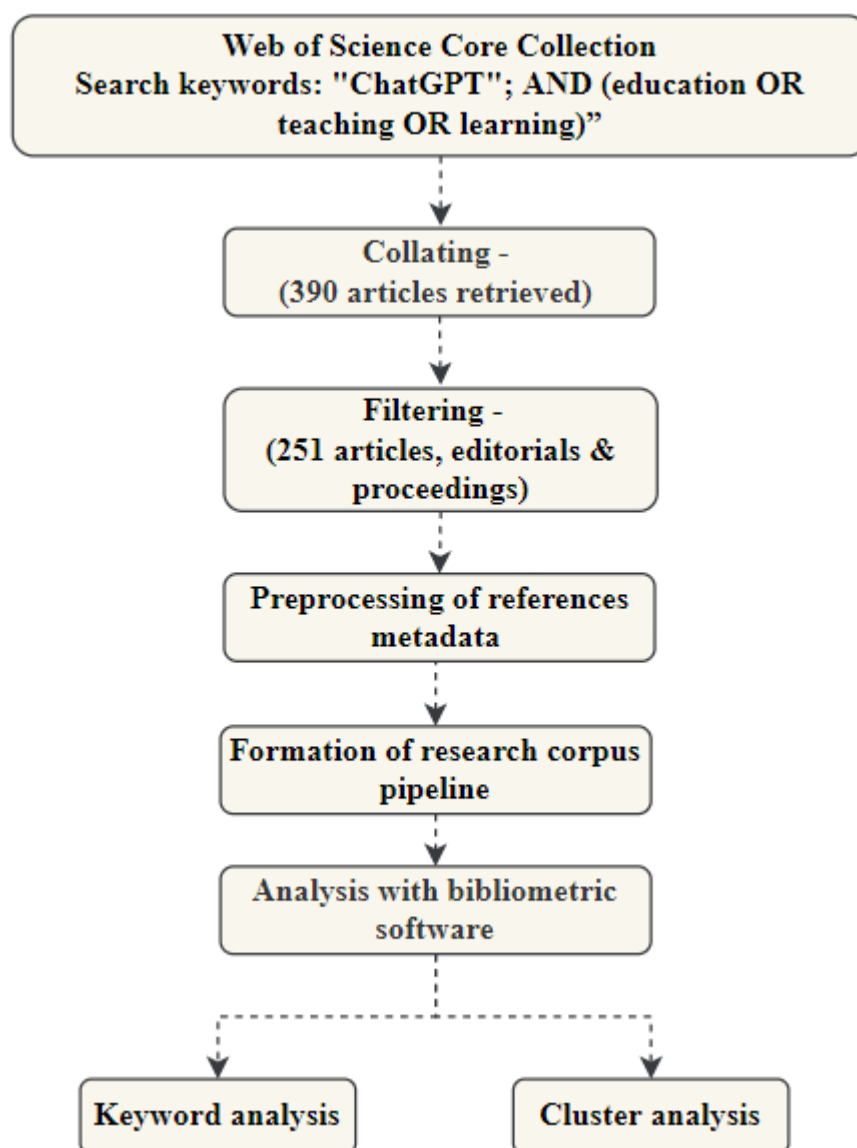 Web of Science Core Collection
Search keywords: "ChatGPT"; AND (education OR
teaching OR learning)”
Collating -
(390 articles retrieved)
Filtering -
(251 articles, editorials &
proceedings)
Preprocessing of references
metadata
Formation of research corpus
pipeline
Analysis with bibliometric
software
Keyword analysis
Cluster analysis